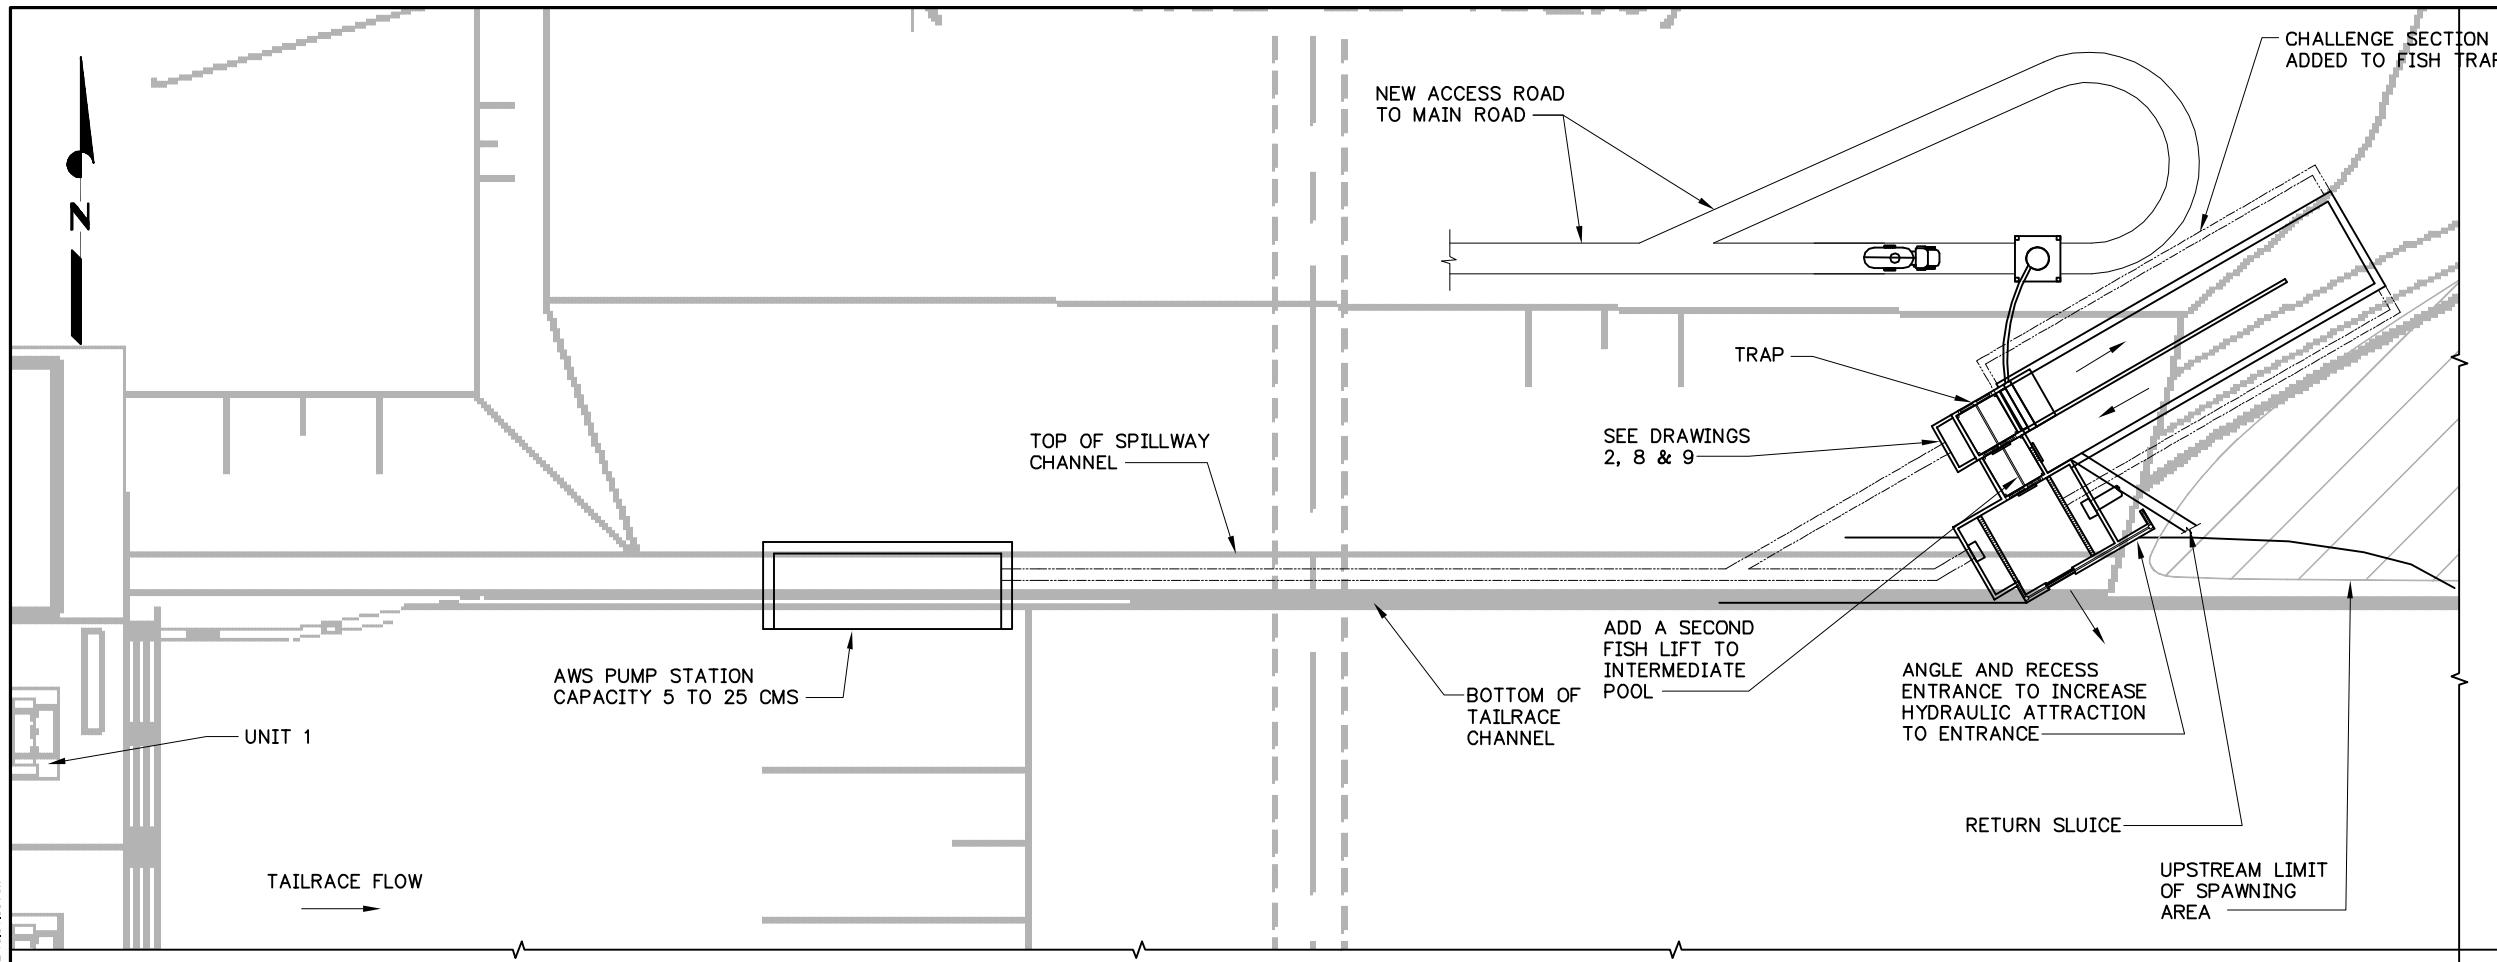 CHALLENGE SECTION
ADDED TO FISH TRAP
NEW ACCESS ROAD
TO MAIN ROAD
N
TRAP
SEE DRAWINGS
2, 8 & 9
TOP OF SPILLWAY
CHANNEL
AWS PUMP STATION
CAPACITY 5 TO 25 CMS
ADD A SECOND
FISH LIFT TO
INTERMEDIATE
POOL
BOTTOM OF
TAILRACE
CHANNEL
ANGLE AND RECESS
ENTRANCE TO INCREASE
HYDRAULIC ATTRACTION
TO ENTRANCE
UNIT 1
RETURN SLUICE
TAILRACE FLOW
UPSTREAM LIMIT
OF SPAWNING
AREA